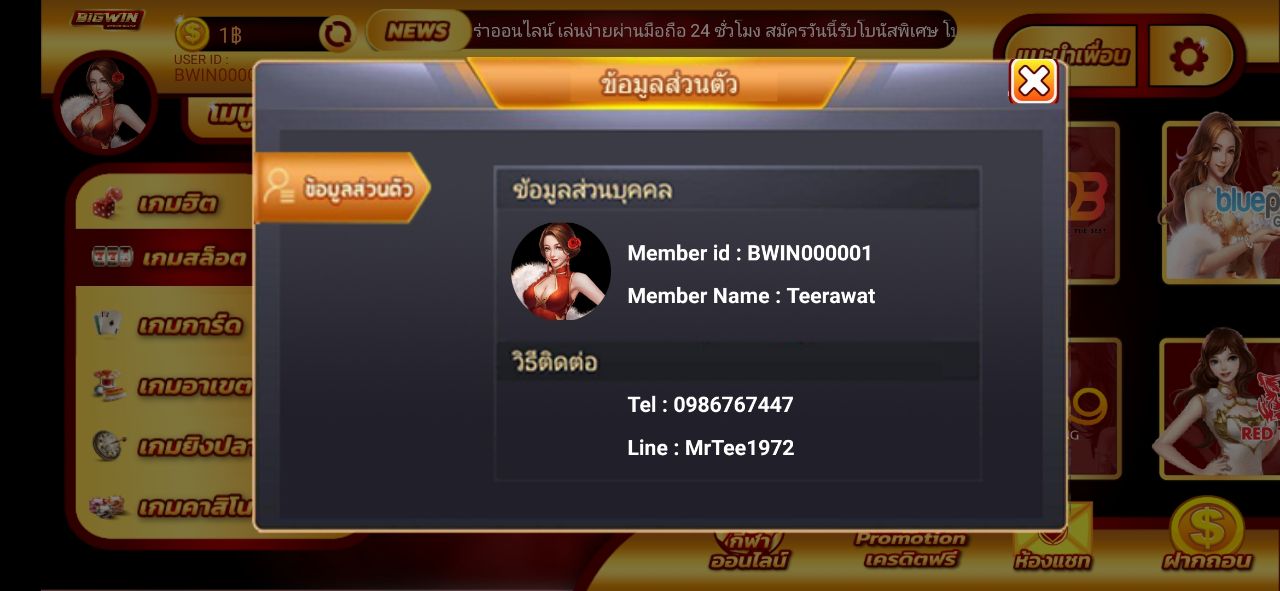 BIGWIN
1฿
NEWS
ร่าออนไลน์ เล่นง่ายผ่านมือถือ 24 ชั่วโมง สมัครวันนี้รับโบนัสพิเศษ
แนะนำเพื่อน
USER ID :
BWIN000
ข้อมูลส่วนตัว
เมนู
ข้อมูลส่วนตัว
ข้อมูลส่วนบุคคล
Member id : BWIN000001
Member Name : Teerawat
วิธีติดต่อ
Tel : 0986767447
Line : MrTee1972
เกมฮิต
เกมสล็อต
เกมการ์ด
เกมอาเขต
เกมยิงปลา
เกมคาสิโน
bluep
RED
กีฬา
ออนไลน์
Promotion
เครดิตฟรี
ห้องแชท
ฝากถอน